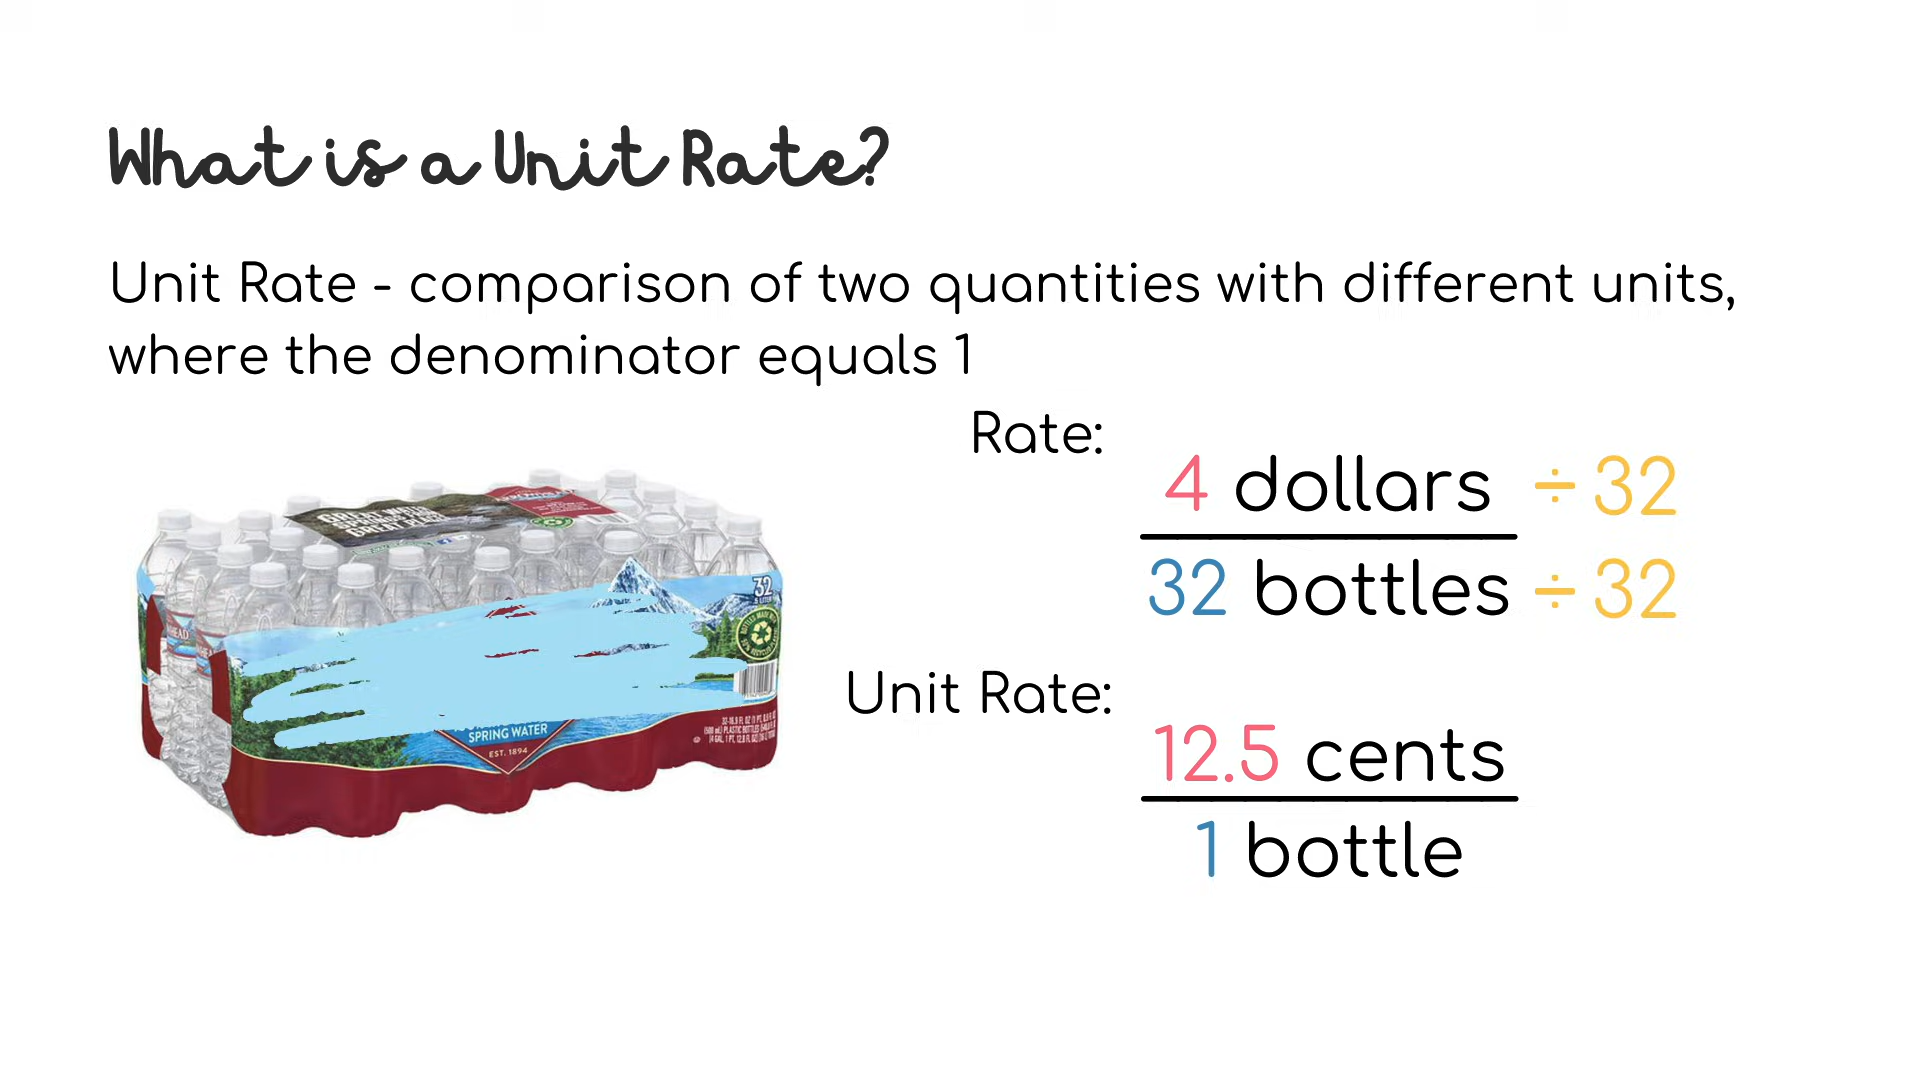 What is a Unit Rate?
Unit Rate - comparison of two quantities with different units,
where the denominator equals 1
Rate:
4 dollars ÷ 32
32 bottles ÷ 32
Unit Rate:
12.5 cents
1 bottle
32
SPRING WATER
EST. 1894